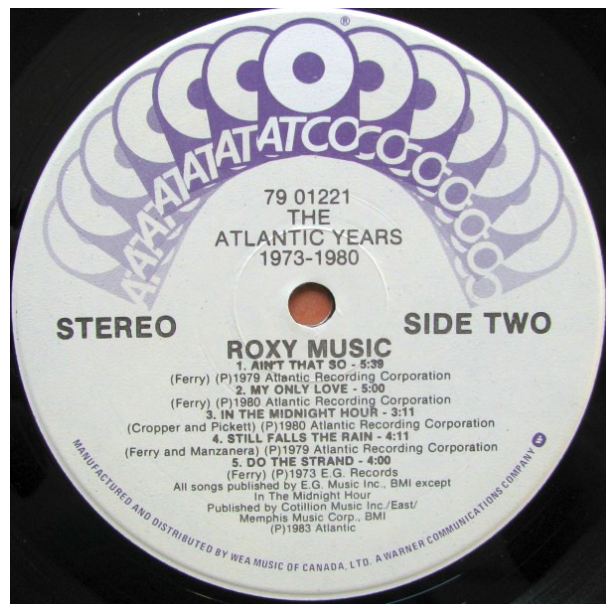 ®
ATATATATATATCOCOCOCOCOCO
79 01221
THE
ATLANTIC YEARS
1973-1980
STEREO
SIDE TWO
ROXY MUSIC
1. AIN'T THAT SO - 5:39
(Ferry) (P)1979 Atlantic Recording Corporation
2. MY ONLY LOVE - 5:00
(Ferry) (P)1980 Atlantic Recording Corporation
3. IN THE MIDNIGHT HOUR - 3:11
(Cropper and Pickett) (P)1980 Atlantic Recording Corporation
4. STILL FALLS THE RAIN - 4:11
(Ferry and Manzanera) (P)1979 Atlantic Recording Corporation
5. DO THE STRAND - 4:00
(Ferry) (P)1973 E.G. Records
All songs published by E.G. Music Inc., BMI except
In The Midnight Hour
Published by Cotillion Music Inc./East/
Memphis Music Corp., BMI
(P)1983 Atlantic
MANUFACTURED AND DISTRIBUTED BY WEA MUSIC OF CANADA, LTD. A WARNER COMMUNICATIONS COMPANY